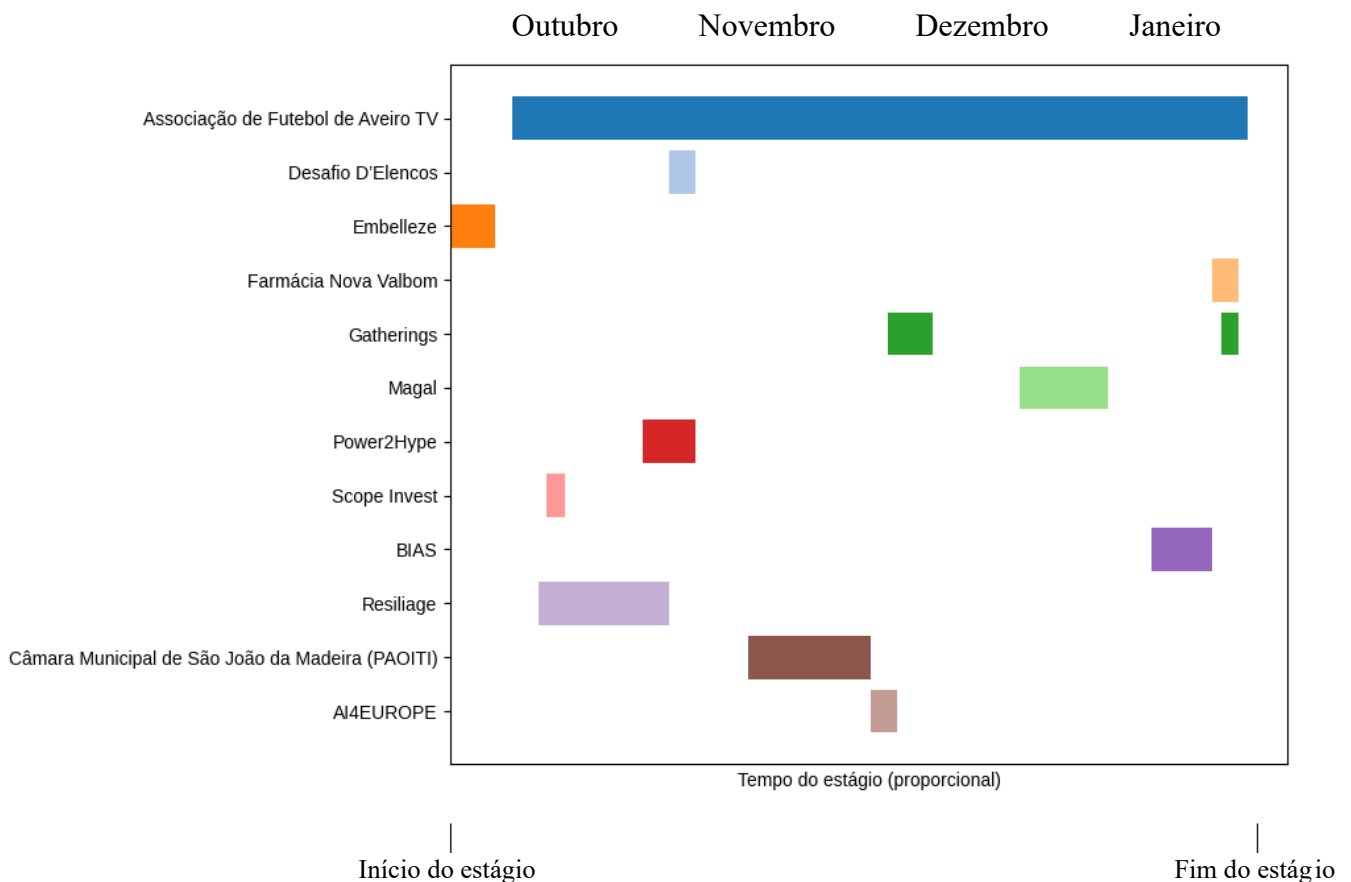 Outubro Novembro Dezembro Janeiro
Associação de Futebol de Aveiro TV
Desafio D'Elencos
Embelleze
Farmácia Nova Valbom
Gatherings
Magal
Power2Hype
Scope Invest
BIAS
Resiliage
Câmara Municipal de São João da Madeira (PAOITI)
AI4EUROPE
Tempo do estágio (proporcional)
Início do estágio Fim do estágio